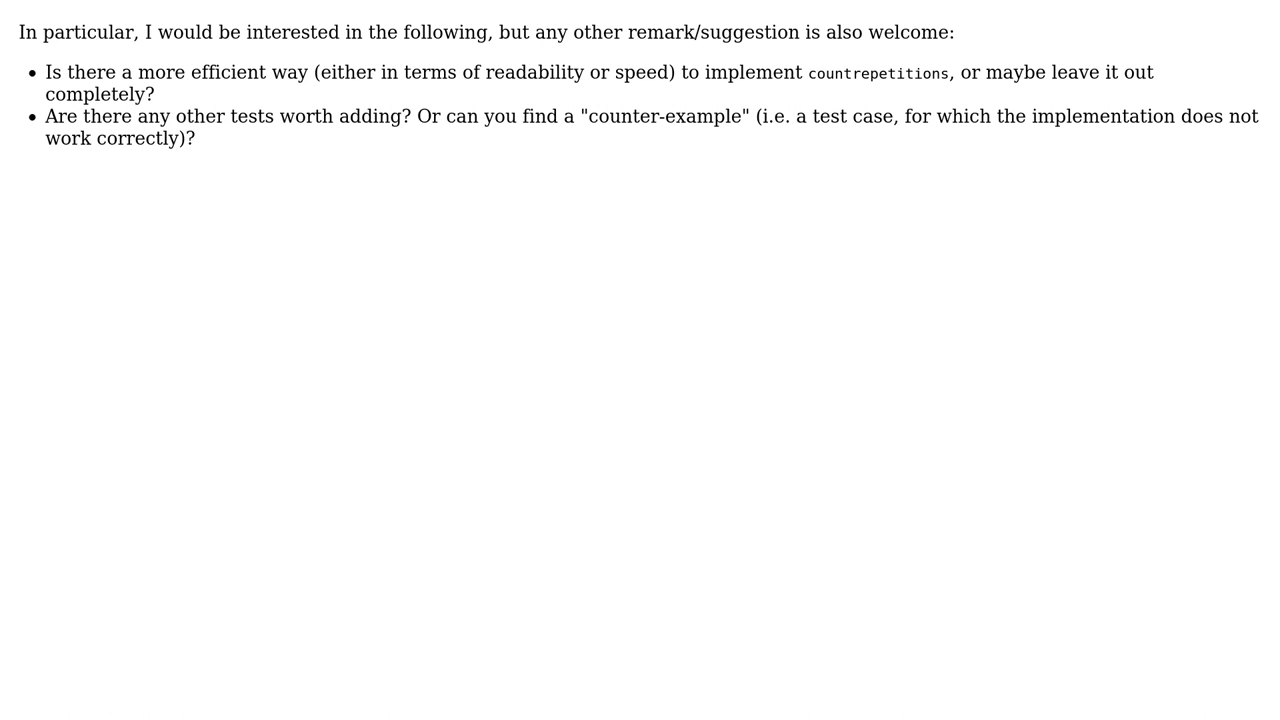 In particular, I would be interested in the following, but any other remark/suggestion is also welcome:
• Is there a more efficient way (either in terms of readability or speed) to implement countrepetitions, or maybe leave it out
completely?
• Are there any other tests worth adding? Or can you find a "counter-example" (i.e. a test case, for which the implementation does not
work correctly)?